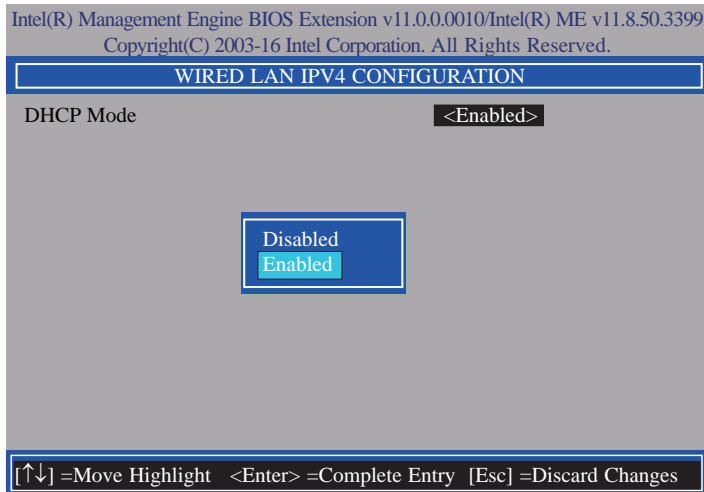 Intel(R) Management Engine BIOS Extension v11.0.0.0010/Intel(R) ME v11.8.50.3399
Copyright(C) 2003-16 Intel Corporation. All Rights Reserved.
WIRED LAN IPV4 CONFIGURATION
DHCP Mode <Enabled>
Disabled
Enabled
[↑↓] =Move Highlight <Enter> =Complete Entry [Esc] =Discard Changes